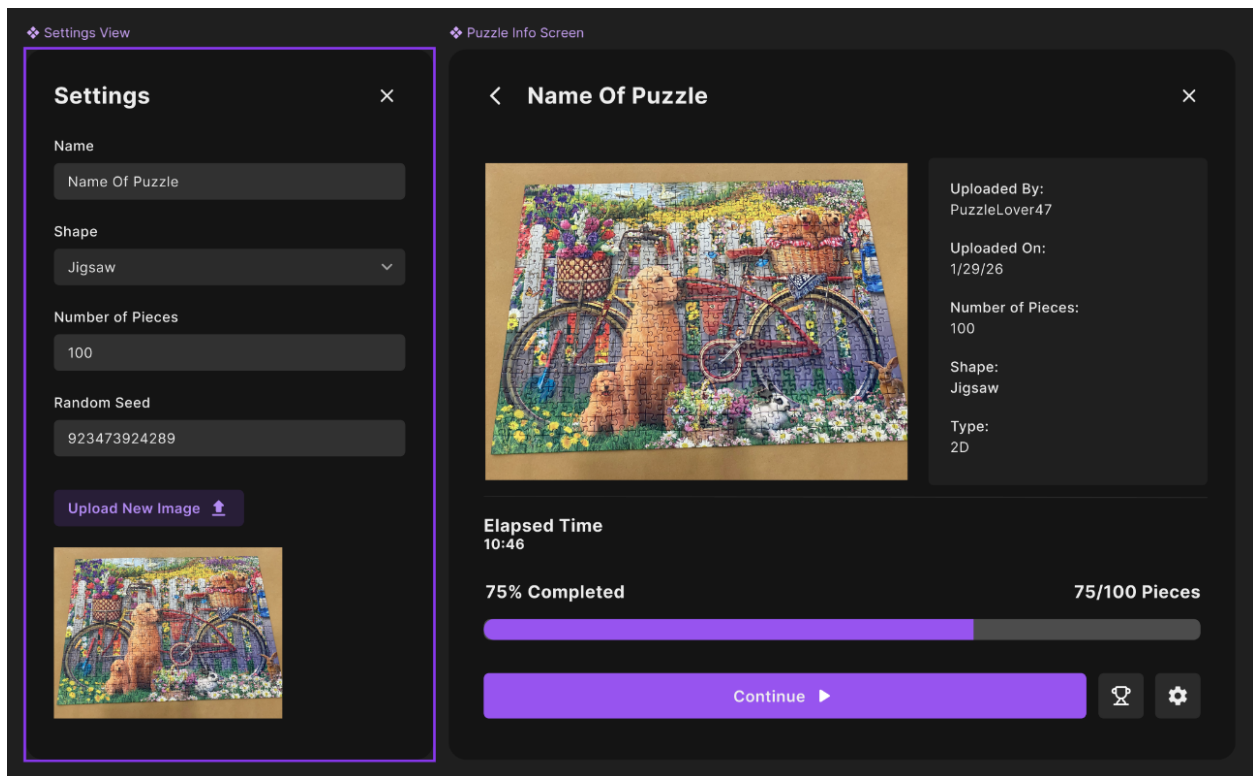 Settings View
Settings
Name
Name Of Puzzle
Shape
Jigsaw
Number of Pieces
100
Random Seed
923473924289
Upload New Image
Puzzle Info Screen
Name Of Puzzle
Uploaded By:
PuzzleLover47
Uploaded On:
1/29/26
Number of Pieces:
100
Shape:
Jigsaw
Type:
2D
Elapsed Time
10:46
75% Completed
75/100 Pieces
Continue